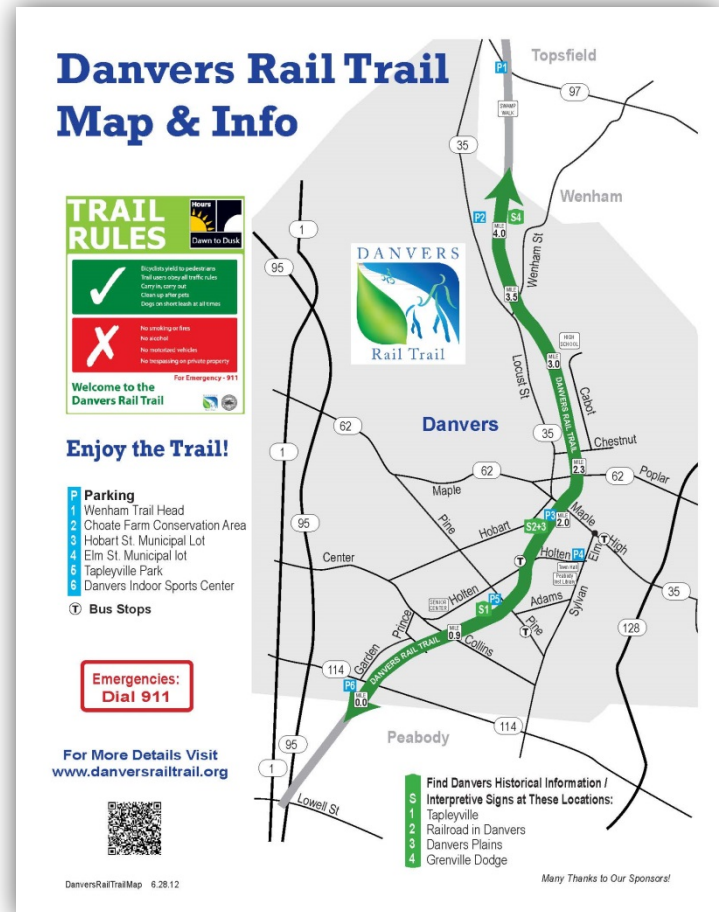 Danvers Rail Trail
Map & Info
TRAIL
RULES
Hours
Dawn to Dusk
Bicyclists yield to pedestrians
Trail users obey all traffic rules
Carry in, carry out
Clean up after pets
Dogs on short leash at all times
No smoking or fires
No alcohol
No motorized vehicles
No trespassing on private property
For Emergency - 911
Welcome to the
Danvers Rail Trail
Enjoy the Trail!
P Parking
1 Wenham Trail Head
2 Choate Farm Conservation Area
3 Hobart St. Municipal Lot
4 Elm St. Municipal lot
5 Tapleyville Park
6 Danvers Indoor Sports Center
T Bus Stops
Emergencies:
Dial 911
For More Details Visit
www.danversrailtrail.org
DanversRailTrailMap 6.28.12
Topsfield
P1
97
SWAMP
WALK
35
Wenham
P2
S4
MILE
4.0
Wenham St
DANVERS
Rail Trail
1
95
MILE
3.5
HIGH
SCHOOL
MILE
3.0
Locust St
DANVERS RAIL TRAIL
Cabot
Danvers
62
35
Chestnut
1
62
MILE
2.3
62
Poplar
Maple
95
Pine
P3
MILE
2.0
Maple
Hobart
S2+3
T
High
Elm
T
Holten
P4
Town Hall
Peabody
Inst Library
Center
Holten
SENIOR
CENTER
P5
S1
Adams
Sylvan
35
Prince
MILE
0.9
Pine
T
128
Collins
Garden
DANVERS RAIL TRAIL
114
P6
MILE
0.0
114
Peabody
95
1
Lowell St
Find Danvers Historical Information /
S Interpretive Signs at These Locations:
1 Tapleyville
2 Railroad in Danvers
3 Danvers Plains
4 Grenville Dodge
Many Thanks to Our Sponsors!